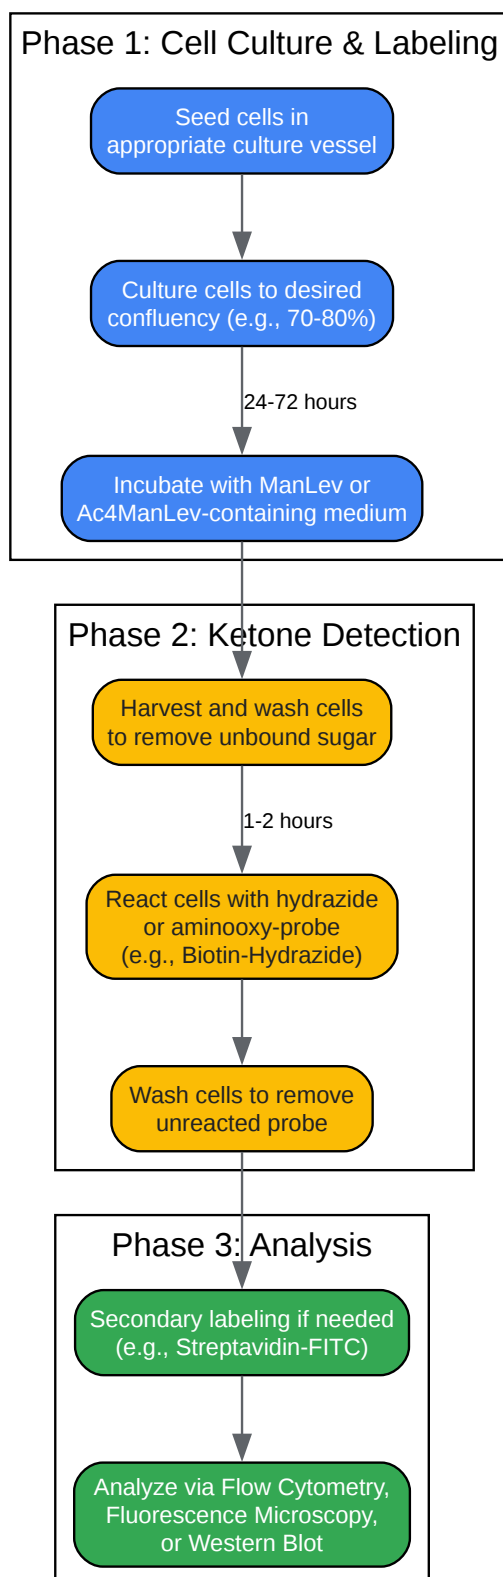 Phase 1: Cell Culture & Labeling
Seed cells in
appropriate culture vessel
Culture cells to desired
confluency (e.g., 70-80%)
24-72 hours
Incubate with ManLev or
Ac4ManLev-containing medium
Phase 2: Ketone Detection
Harvest and wash cells
to remove unbound sugar
1-2 hours
React cells with hydrazide
or aminooxy-probe
(e.g., Biotin-Hydrazide)
Wash cells to remove
unreacted probe
Phase 3: Analysis
Secondary labeling if needed
(e.g., Streptavidin-FITC)
Analyze via Flow Cytometry,
Fluorescence Microscopy,
or Western Blot